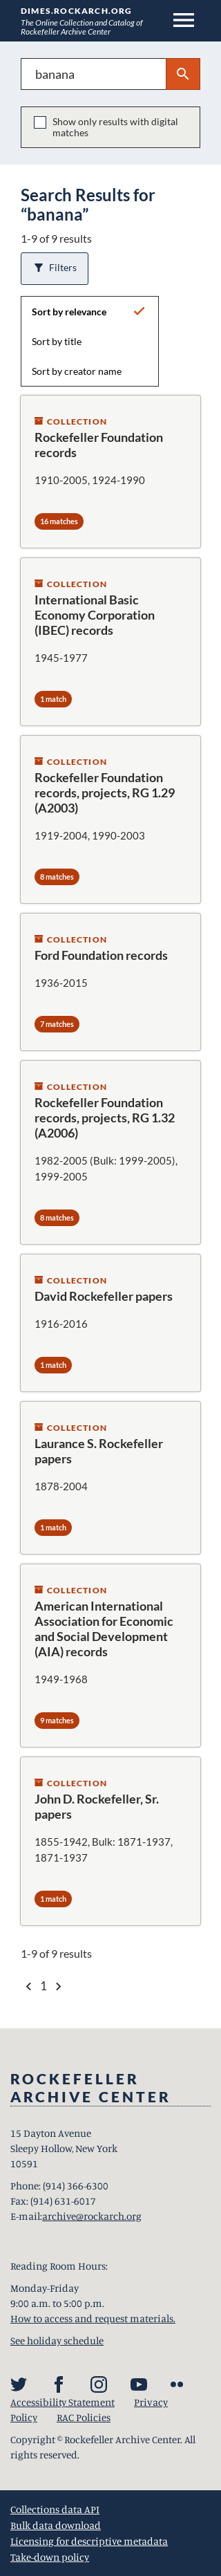 DIMES.ROCKARCH.ORG
The Online Collection and Catalog of
Rockefeller Archive Center
banana
Show only results with digital
matches
Search Results for
“banana”
1-9 of 9 results
Filters
Sort by relevance
Sort by title
Sort by creator name
COLLECTION
Rockefeller Foundation
records
1910-2005, 1924-1990
16 matches
COLLECTION
International Basic
Economy Corporation
(IBEC) records
1945-1977
1 match
COLLECTION
Rockefeller Foundation
records, projects, RG 1.29
(A2003)
1919-2004, 1990-2003
8 matches
COLLECTION
Ford Foundation records
1936-2015
7 matches
COLLECTION
Rockefeller Foundation
records, projects, RG 1.32
(A2006)
1982-2005 (Bulk: 1999-2005),
1999-2005
8 matches
COLLECTION
David Rockefeller papers
1916-2016
1 match
COLLECTION
Laurance S. Rockefeller
papers
1878-2004
1 match
COLLECTION
American International
Association for Economic
and Social Development
(AIA) records
1949-1968
9 matches
COLLECTION
John D. Rockefeller, Sr.
papers
1855-1942, Bulk: 1871-1937,
1871-1937
1 match
1-9 of 9 results
1
ROCKEFELLER
ARCHIVE CENTER
15 Dayton Avenue
Sleepy Hollow, New York
10591
Phone: (914) 366-6300
Fax: (914) 631-6017
E-mail:archive@rockarch.org
Reading Room Hours:
Monday-Friday
9:00 a.m. to 5:00 p.m.
How to access and request materials.
See holiday schedule
Accessibility Statement Privacy
Policy RAC Policies
Copyright © Rockefeller Archive Center. All
rights reserved.
Collections data API
Bulk data download
Licensing for descriptive metadata
Take-down policy